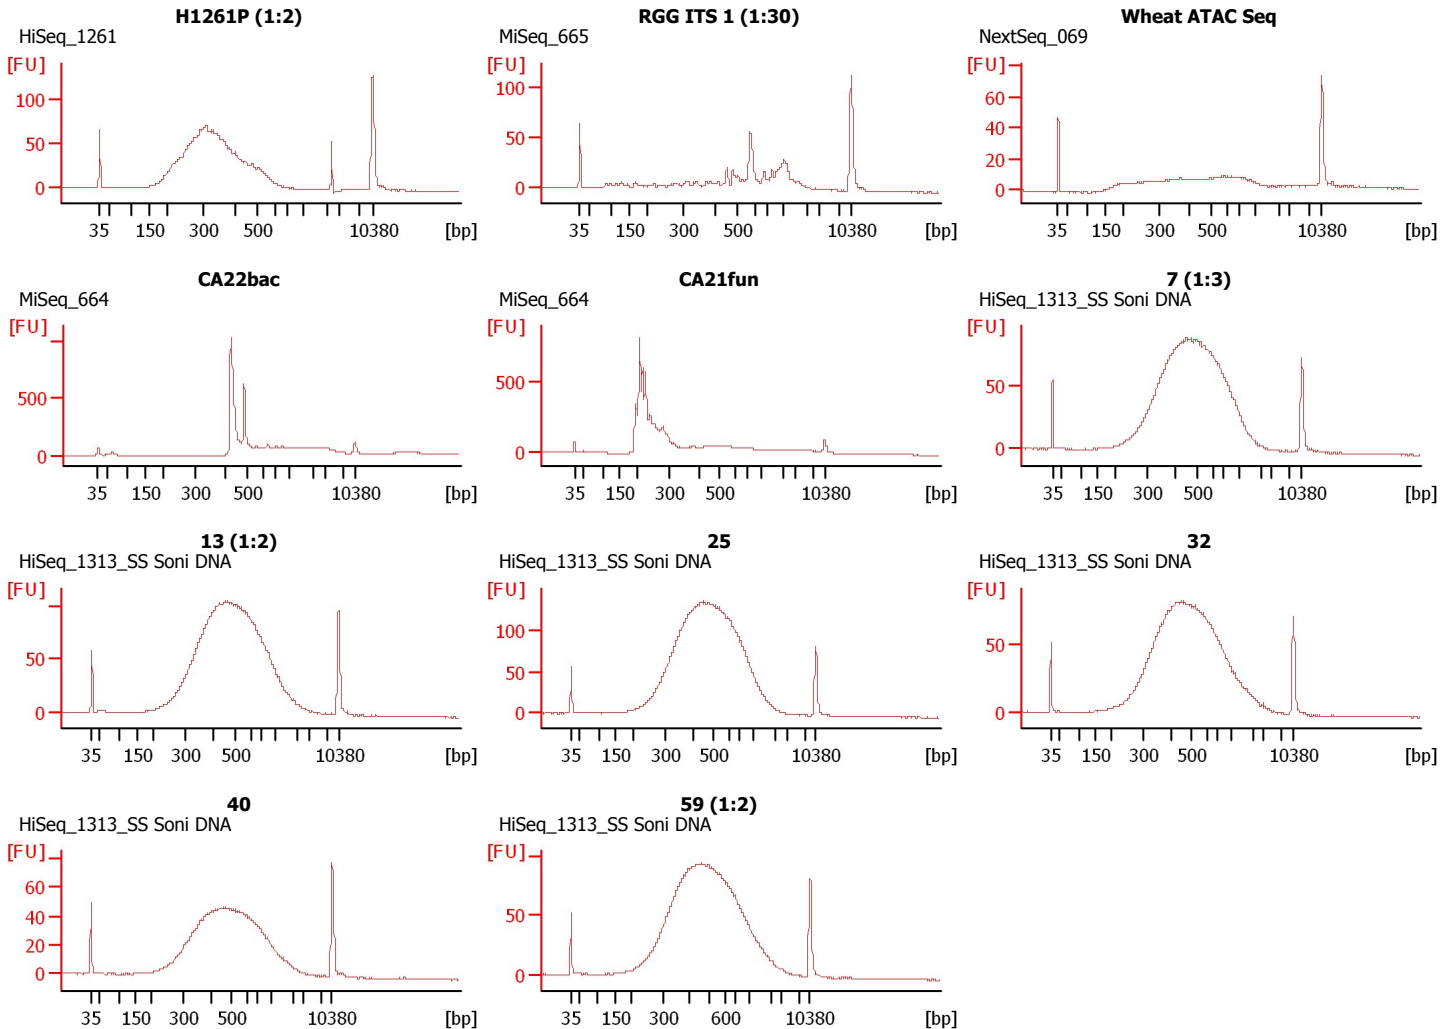 H1261P (1:2)
HiSeq_1261
[FU]
100
50
0
35 150 300 500 10380 [bp]
RGG ITS 1 (1:30)
MiSeq_665
[FU]
100
50
0
35 150 300 500 10380 [bp]
Wheat ATAC Seq
NextSeq_069
[FU]
60
40
20
0
35 150 300 500 10380 [bp]
CA22bac
MiSeq_664
[FU]
500
0
35 150 300 500 10380 [bp]
CA21fun
MiSeq_664
[FU]
500
0
35 150 300 500 10380 [bp]
7 (1:3)
HiSeq_1313_SS Soni DNA
[FU]
50
0
35 150 300 500 10380 [bp]
13 (1:2)
HiSeq_1313_SS Soni DNA
[FU]
50
0
35 150 300 500 10380 [bp]
25
HiSeq_1313_SS Soni DNA
[FU]
100
50
0
35 150 300 500 10380 [bp]
32
HiSeq_1313_SS Soni DNA
[FU]
50
0
35 150 300 500 10380 [bp]
40
HiSeq_1313_SS Soni DNA
[FU]
60
40
20
0
35 150 300 500 10380 [bp]
59 (1:2)
HiSeq_1313_SS Soni DNA
[FU]
50
0
35 150 300 600 10380 [bp]